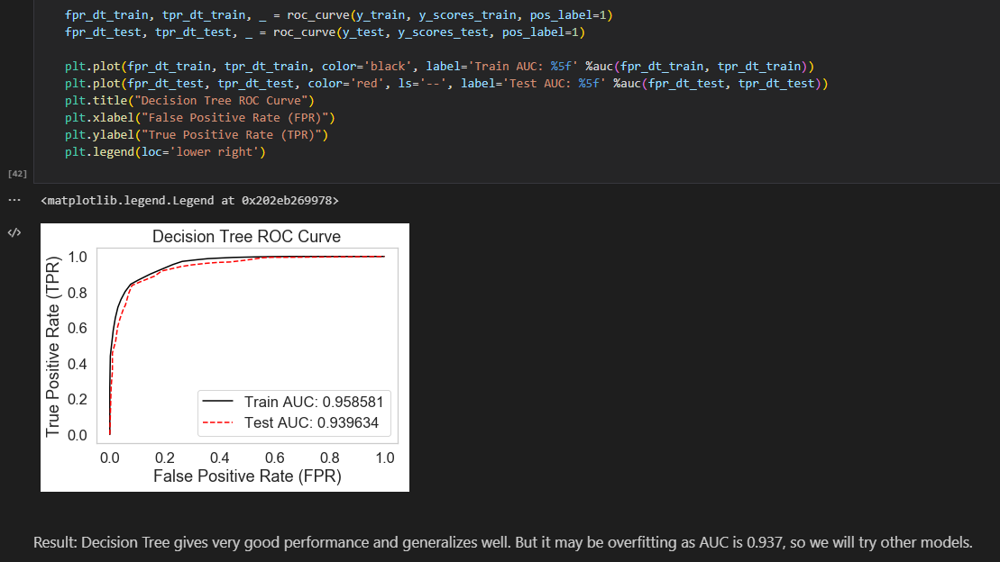 fpr_dt_train, tpr_dt_train, _ = roc_curve(y_train, y_scores_train, pos_label=1)
fpr_dt_test, tpr_dt_test, _ = roc_curve(y_test, y_scores_test, pos_label=1)
plt.plot(fpr_dt_train, tpr_dt_train, color='black', label='Train AUC: %5f' %auc(fpr_dt_train, tpr_dt_train))
plt.plot(fpr_dt_test, tpr_dt_test, color='red', ls='--', label='Test AUC: %5f' %auc(fpr_dt_test, tpr_dt_test))
plt.title("Decision Tree ROC Curve")
plt.xlabel("False Positive Rate (FPR)")
plt.ylabel("True Positive Rate (TPR)")
plt.legend(loc='lower right')
[42]
... <matplotlib.legend.Legend at 0x202eb269978>
</>
Decision Tree ROC Curve
True Positive Rate (TPR)
1.0
0.8
0.6
0.4
0.2
0.0
Train AUC: 0.958581
Test AUC: 0.939634
0.0 0.2 0.4 0.6 0.8 1.0
False Positive Rate (FPR)
Result: Decision Tree gives very good performance and generalizes well. But it may be overfitting as AUC is 0.937, so we will try other models.